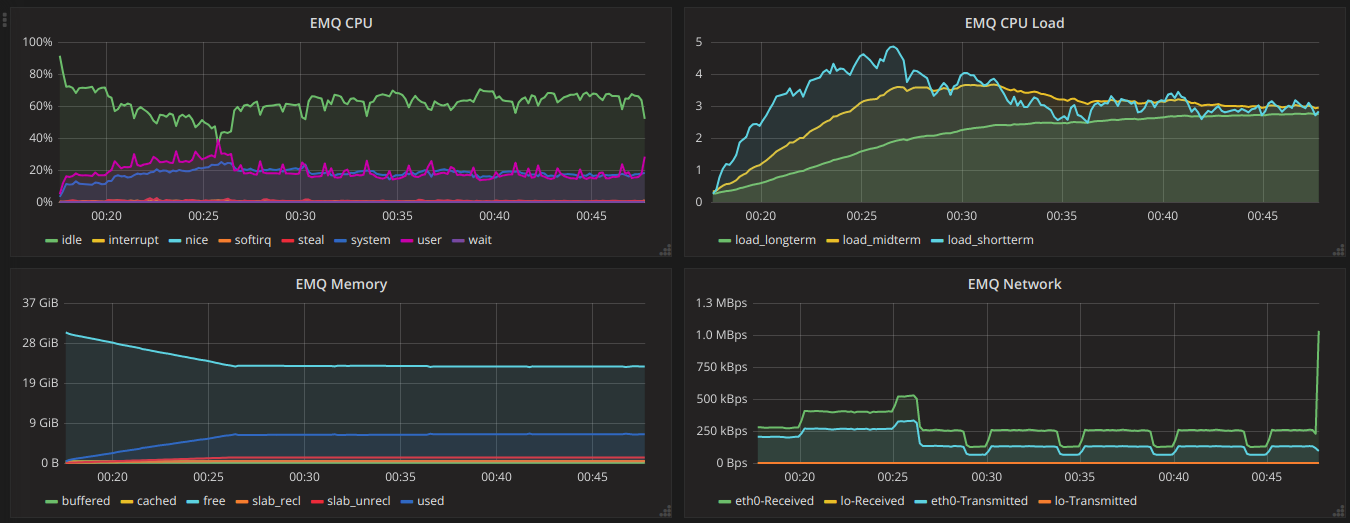 EMQ CPU
100%
80%
60%
40%
20%
0%
00:20 00:25 00:30 00:35 00:40 00:45
idle interrupt nice softirq steal system user wait
EMQ CPU Load
5
4
3
2
1
0
00:20 00:25 00:30 00:35 00:40 00:45
load_longterm load_midterm load_shortterm
EMQ Memory
37 GiB
28 GiB
19 GiB
9 GiB
0 B
00:20 00:25 00:30 00:35 00:40 00:45
buffered cached free slab_recl slab_unrecl used
EMQ Network
1.3 MBps
1.0 MBps
750 kBps
500 kBps
250 kBps
0 Bps
00:20 00:25 00:30 00:35 00:40 00:45
eth0-Received lo-Received eth0-Transmitted lo-Transmitted